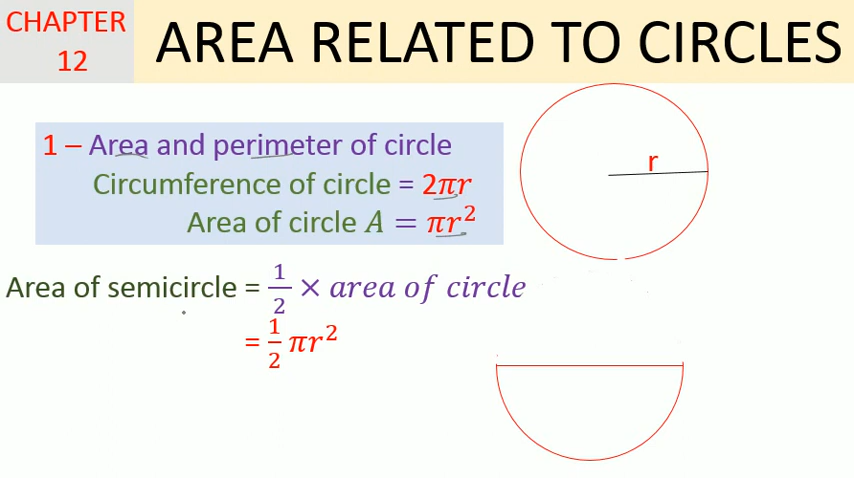 CHAPTER
12
AREA RELATED TO CIRCLES
1 – Area and perimeter of circle
Circumference of circle = 2πr
Area of circle A = πr²
r
Area of semicircle = 1/2 × area of circle
= 1/2 πr²